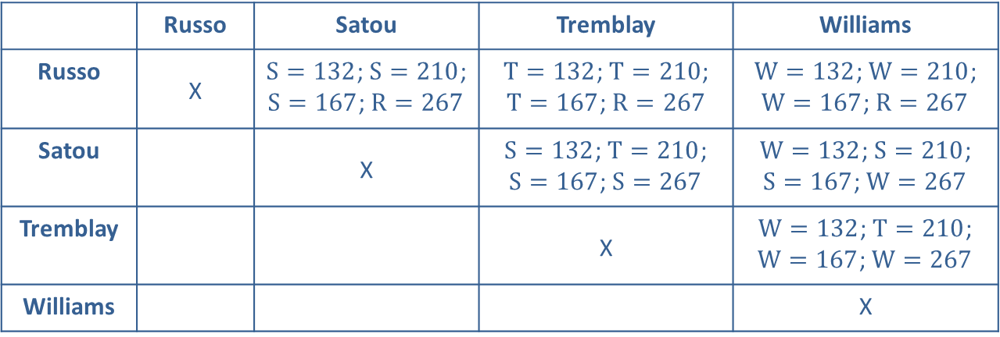 Russo Satou Tremblay Williams
Russo
X
S = 132; S = 210;
S = 167; R = 267
T = 132; T = 210;
T = 167; R = 267
W = 132; W = 210;
W = 167; R = 267
Satou
X
S = 132; T = 210;
S = 167; S = 267
W = 132; S = 210;
S = 167; W = 267
Tremblay
X
W = 132; T = 210;
W = 167; W = 267
Williams
X